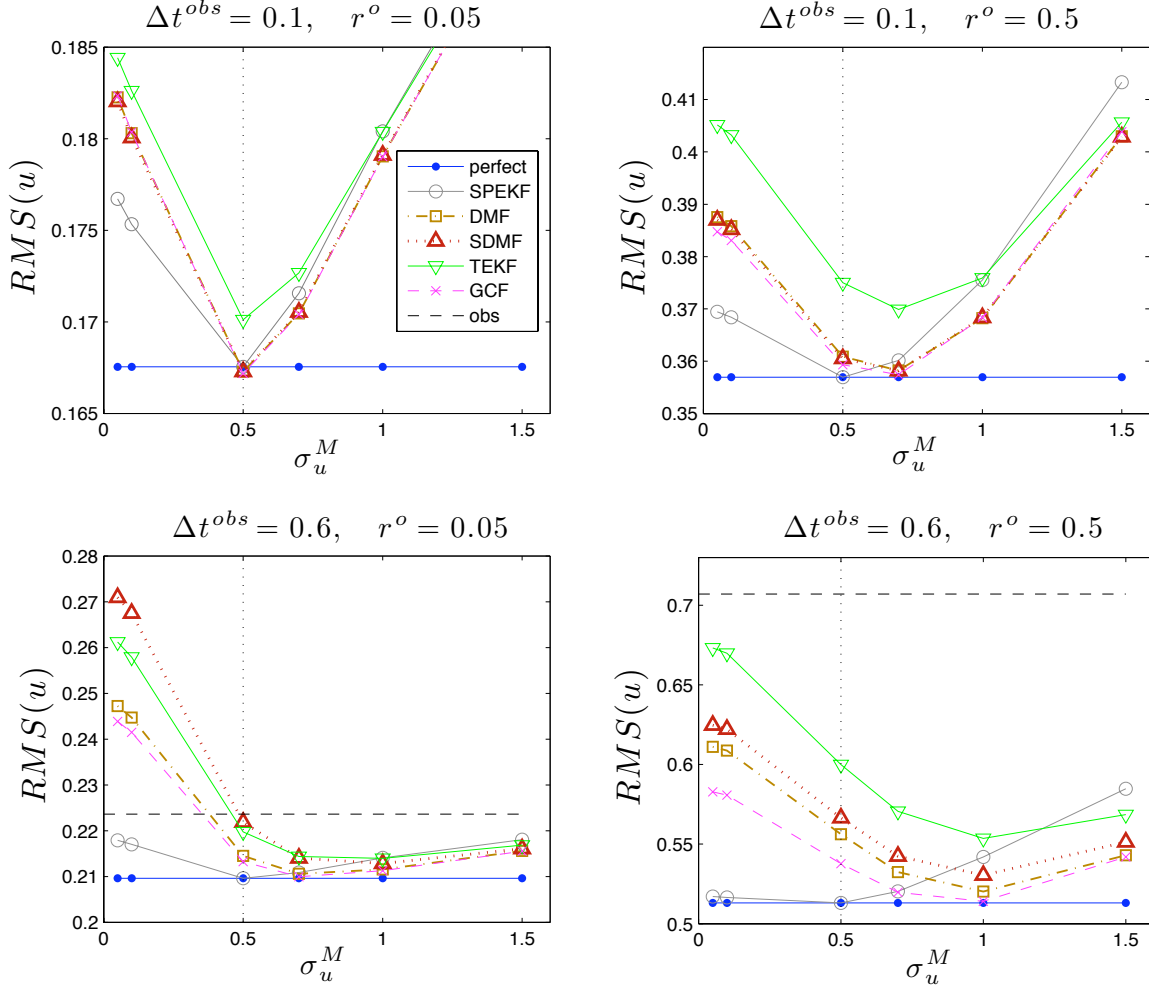 Δt^{obs} = 0.1, r^o = 0.05
RMS(u)
0.185
0.18
0.175
0.17
0.165
0
0.5
1
1.5
σ_u^M
perfect
SPEKF
DMF
SDMF
TEKF
GCF
obs
Δt^{obs} = 0.1, r^o = 0.5
RMS(u)
0.41
0.4
0.39
0.38
0.37
0.36
0.35
0
0.5
1
1.5
σ_u^M
Δt^{obs} = 0.6, r^o = 0.05
RMS(u)
0.28
0.27
0.26
0.25
0.24
0.23
0.22
0.21
0.2
0
0.5
1
1.5
σ_u^M
Δt^{obs} = 0.6, r^o = 0.5
RMS(u)
0.7
0.65
0.6
0.55
0.5
0
0.5
1
1.5
σ_u^M